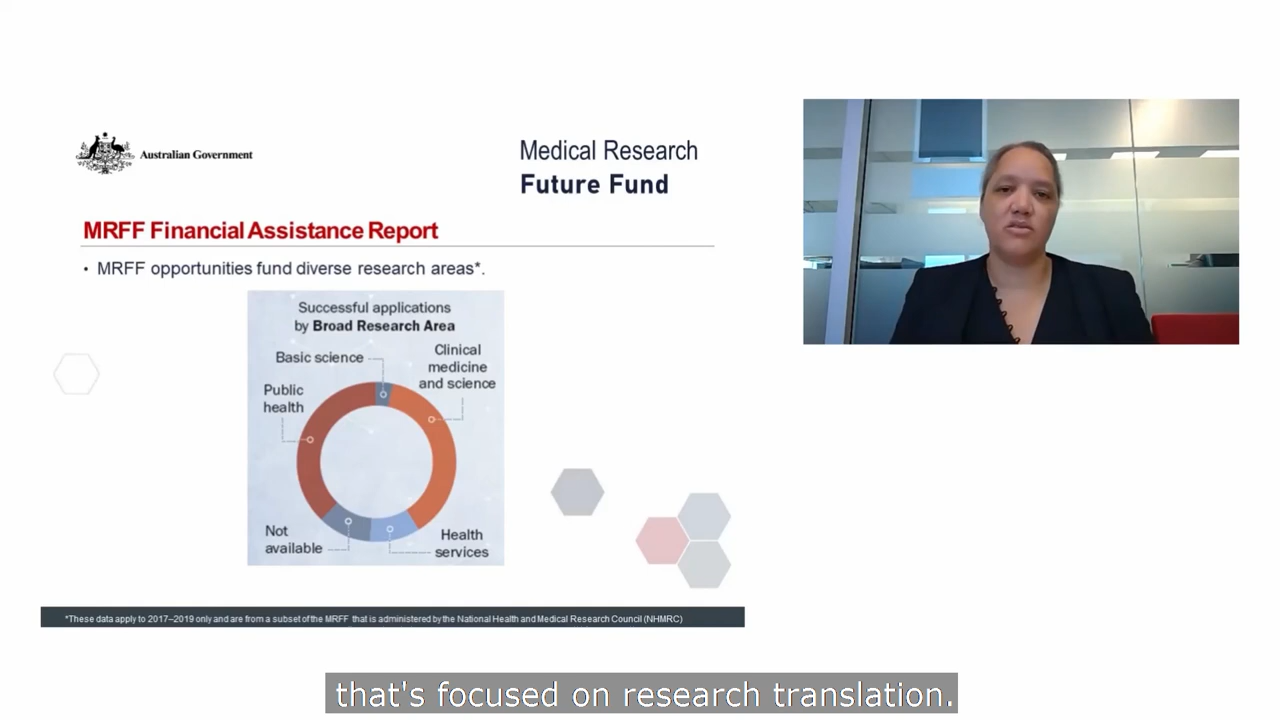 Australian Government
Medical Research
Future Fund
MRFF Financial Assistance Report
• MRFF opportunities fund diverse research areas*.
Successful applications
by Broad Research Area
Basic science
Clinical
medicine
and science
Public
health
Not
available
Health
services
*These data apply to 2017–2019 only and are from a subset of the MRFF that is administered by the National Health and Medical Research Council (NHMRC)
that's focused on research translation.